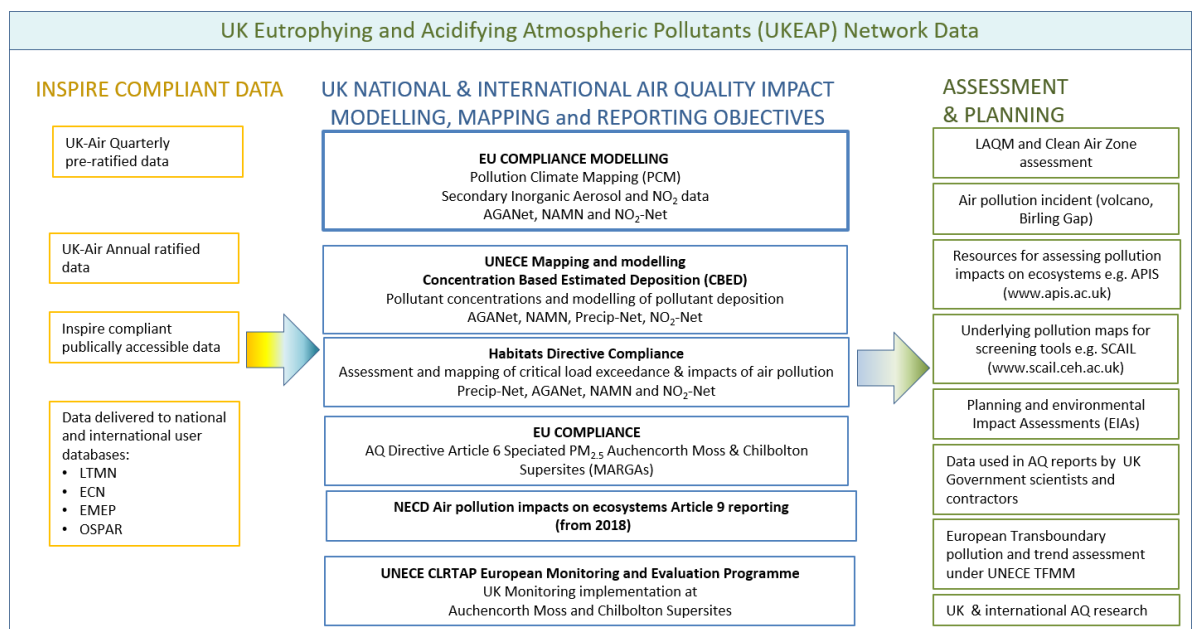 UK Eutrophying and Acidifying Atmospheric Pollutants (UKEAP) Network Data
INSPIRE COMPLIANT DATA
UK-Air Quarterly
pre-ratified data
UK-Air Annual ratified
data
Inspire compliant
publically accessible data
Data delivered to national
and international user
databases:
• LTMN
• ECN
• EMEP
• OSPAR
UK NATIONAL & INTERNATIONAL AIR QUALITY IMPACT
MODELLING, MAPPING and REPORTING OBJECTIVES
EU COMPLIANCE MODELLING
Pollution Climate Mapping (PCM)
Secondary Inorganic Aerosol and NO₂ data
AGANet, NAMN and NO₂-Net
UNECE Mapping and modelling
Concentration Based Estimated Deposition (CBED)
Pollutant concentrations and modelling of pollutant deposition
AGANet, NAMN, Precip-Net, NO₂-Net
Habitats Directive Compliance
Assessment and mapping of critical load exceedance & impacts of air pollution
Precip-Net, AGANet, NAMN and NO₂-Net
EU COMPLIANCE
AQ Directive Article 6 Speciated PM₂.₅ Auchencorth Moss & Chilbolton
Supersites (MARGAs)
NECD Air pollution impacts on ecosystems Article 9 reporting
(from 2018)
UNECE CLRTAP European Monitoring and Evaluation Programme
UK Monitoring implementation at
Auchencorth Moss and Chilbolton Supersites
ASSESSMENT
& PLANNING
LAQM and Clean Air Zone
assessment
Air pollution incident (volcano,
Birling Gap)
Resources for assessing pollution
impacts on ecosystems e.g. APIS
(www.apis.ac.uk)
Underlying pollution maps for
screening tools e.g. SCAIL
(www.scail.ceh.ac.uk)
Planning and environmental
Impact Assessments (EIAs)
Data used in AQ reports by UK
Government scientists and
contractors
European Transboundary
pollution and trend assessment
under UNECE TFMM
UK & international AQ research